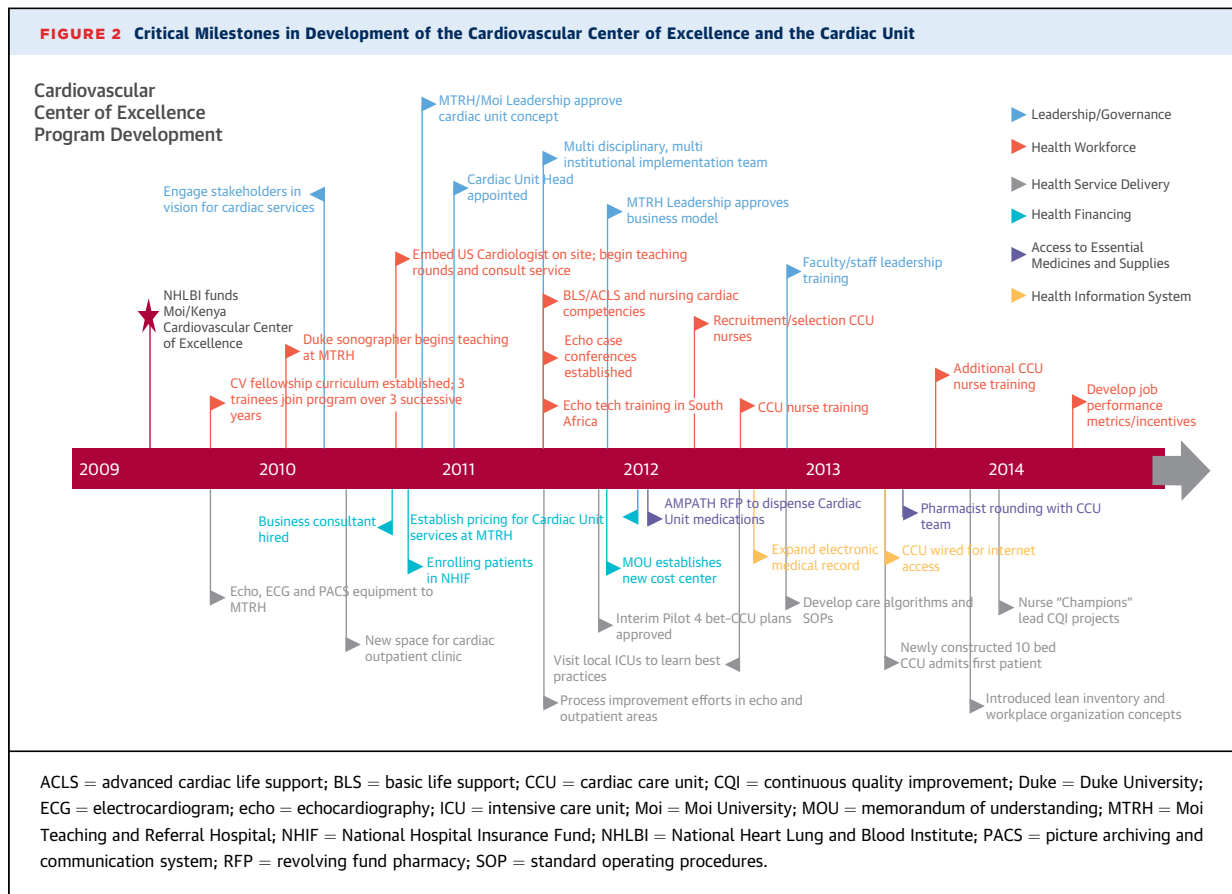 FIGURE 2 Critical Milestones in Development of the Cardiovascular Center of Excellence and the Cardiac Unit
Cardiovascular
Center of Excellence
Program Development
MTRH/Moi Leadership approve
cardiac unit concept
Multi disciplinary, multi
institutional implementation team
Engage stakeholders in
vision for cardiac services
Cardiac Unit Head
appointed
MTRH Leadership approves
business model
Leadership/Governance
Health Workforce
Health Service Delivery
Health Financing
Access to Essential
Medicines and Supplies
Health Information System
Embed US Cardiologist on site; begin teaching
rounds and consult service
Faculty/staff leadership
training
NHLBI funds
Moi/Kenya
Cardiovascular Center
of Excellence
BLS/ACLS and nursing cardiac
competencies
Recruitment/selection CCU
nurses
Duke sonographer begins teaching
at MTRH
Echo case
conferences
established
Additional CCU
nurse training
CV fellowship curriculum established; 3
trainees join program over 3 successive
years
Echo tech training in South
Africa
CCU nurse training
Develop job
performance
metrics/incentives
2009
2010
2011
2012
2013
2014
Business consultant
hired
Establish pricing for Cardiac Unit
services at MTRH
AMPATH RFP to dispense Cardiac
Unit medications
Pharmacist rounding with CCU
team
Enrolling patients
in NHIF
MOU establishes
new cost center
Expand electronic
medical record
CCU wired for internet
access
Echo, ECG and PACS equipment to
MTRH
Interim Pilot 4 bet-CCU plans
approved
Develop care algorithms and
SOPs
Nurse “Champions”
lead CQI projects
New space for cardiac
outpatient clinic
Visit local ICUs to learn best
practices
Newly constructed 10 bed
CCU admits first patient
Process improvement efforts in echo and
outpatient areas
Introduced lean inventory and
workplace organization concepts
ACLS = advanced cardiac life support; BLS = basic life support; CCU = cardiac care unit; CQI = continuous quality improvement; Duke = Duke University;
ECG = electrocardiogram; echo = echocardiography; ICU = intensive care unit; Moi = Moi University; MOU = memorandum of understanding; MTRH = Moi
Teaching and Referral Hospital; NHIF = National Hospital Insurance Fund; NHLBI = National Heart Lung and Blood Institute; PACS = picture archiving and
communication system; RFP = revolving fund pharmacy; SOP = standard operating procedures.